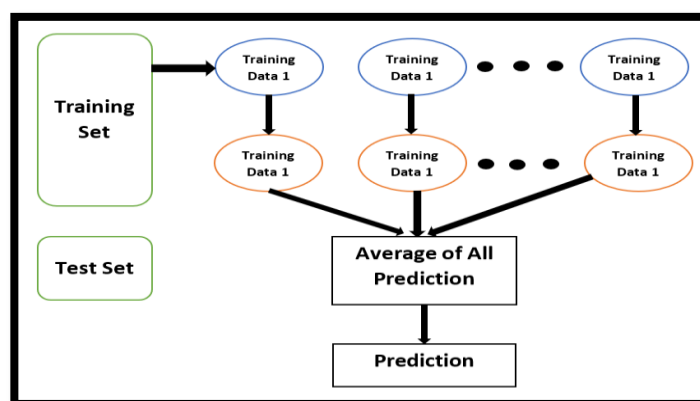 Training
Set
Training
Data 1
Training
Data 1
Training
Data 1
Training
Data 1
Training
Data 1
Training
Data 1
Test Set
Average of All
Prediction
Prediction